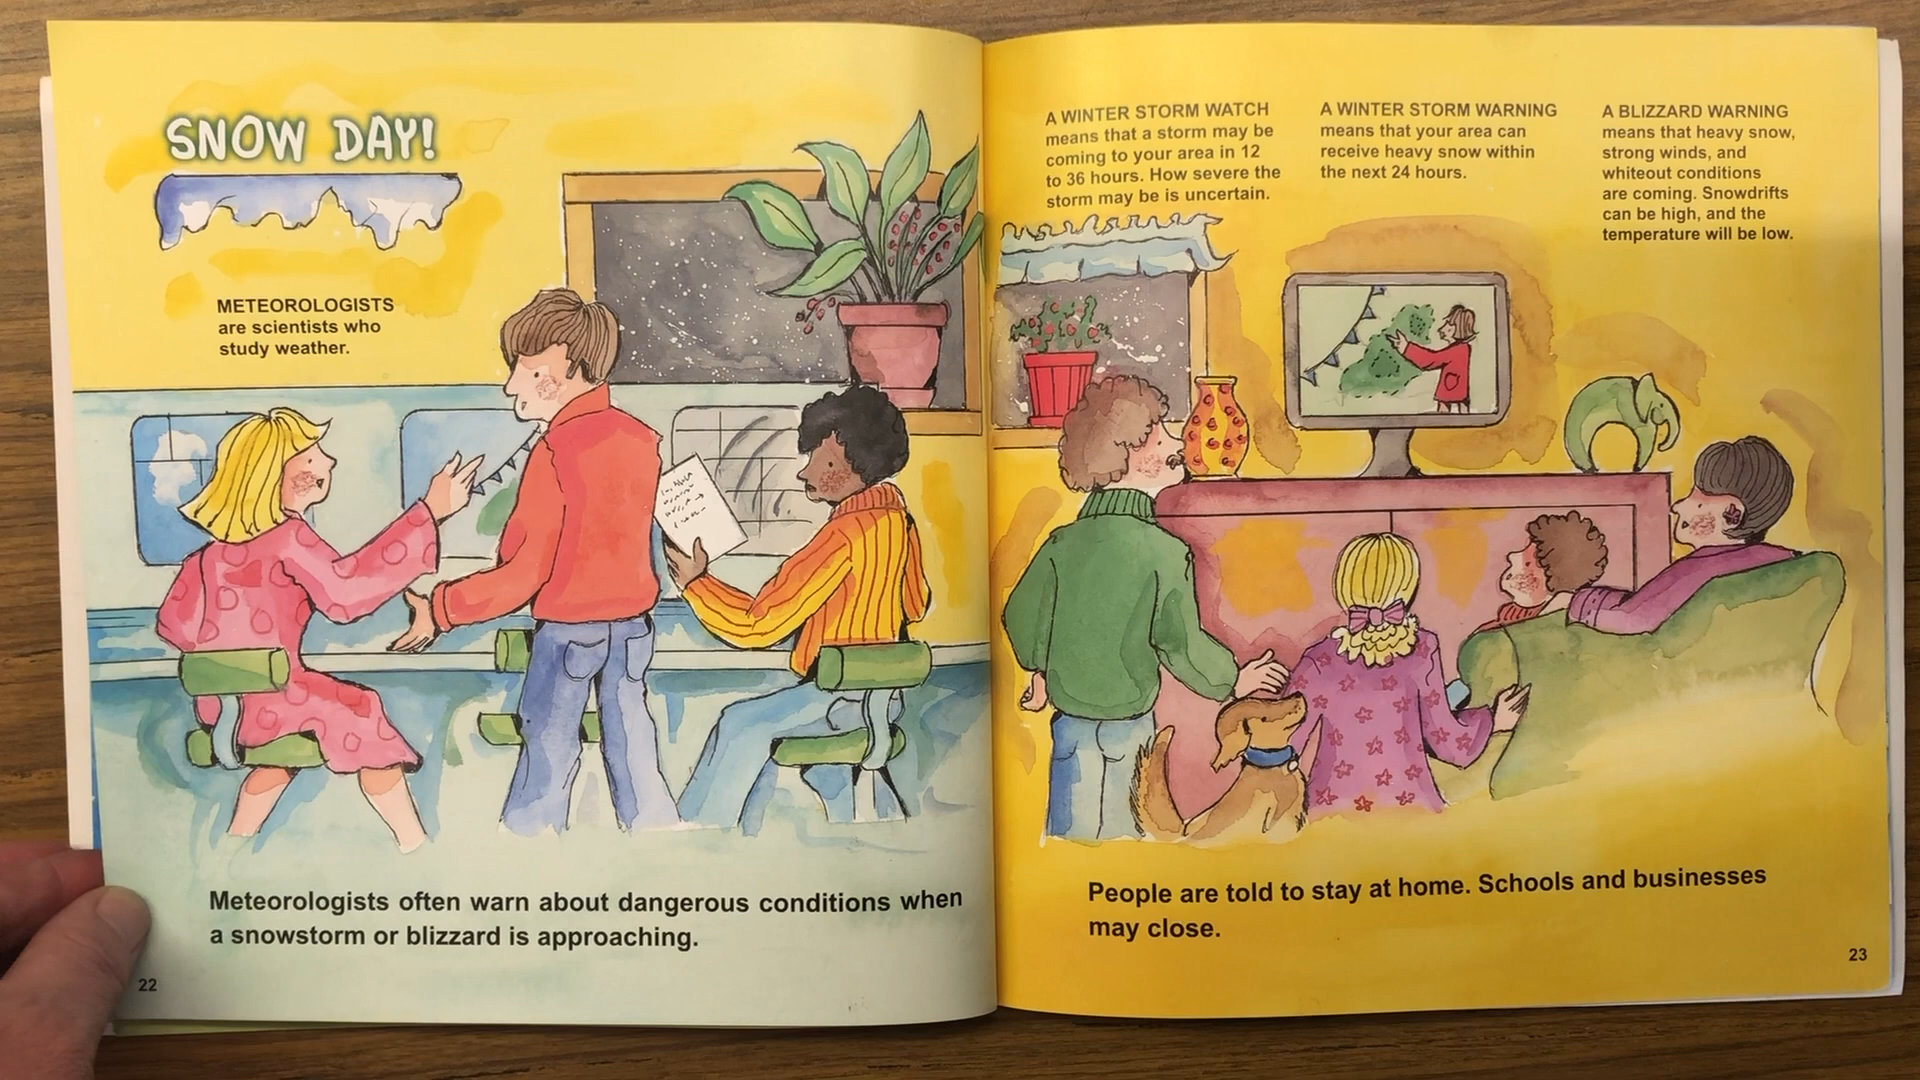 SNOW DAY!
METEOROLOGISTS
are scientists who
study weather.
Meteorologists often warn about dangerous conditions when
a snowstorm or blizzard is approaching.
22
A WINTER STORM WATCH
means that a storm may be
coming to your area in 12
to 36 hours. How severe the
storm may be is uncertain.
A WINTER STORM WARNING
means that your area can
receive heavy snow within
the next 24 hours.
A BLIZZARD WARNING
means that heavy snow,
strong winds, and
whiteout conditions
are coming. Snowdrifts
can be high, and the
temperature will be low.
People are told to stay at home. Schools and businesses
may close.
23